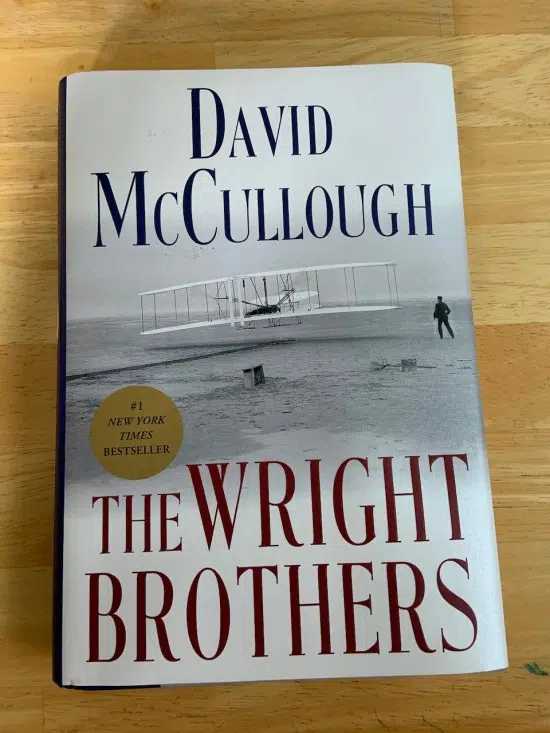 DAVID
MCCULLOUGH
#1
NEW YORK
TIMES
BESTSELLER
THE WRIGHT
BROTHERS